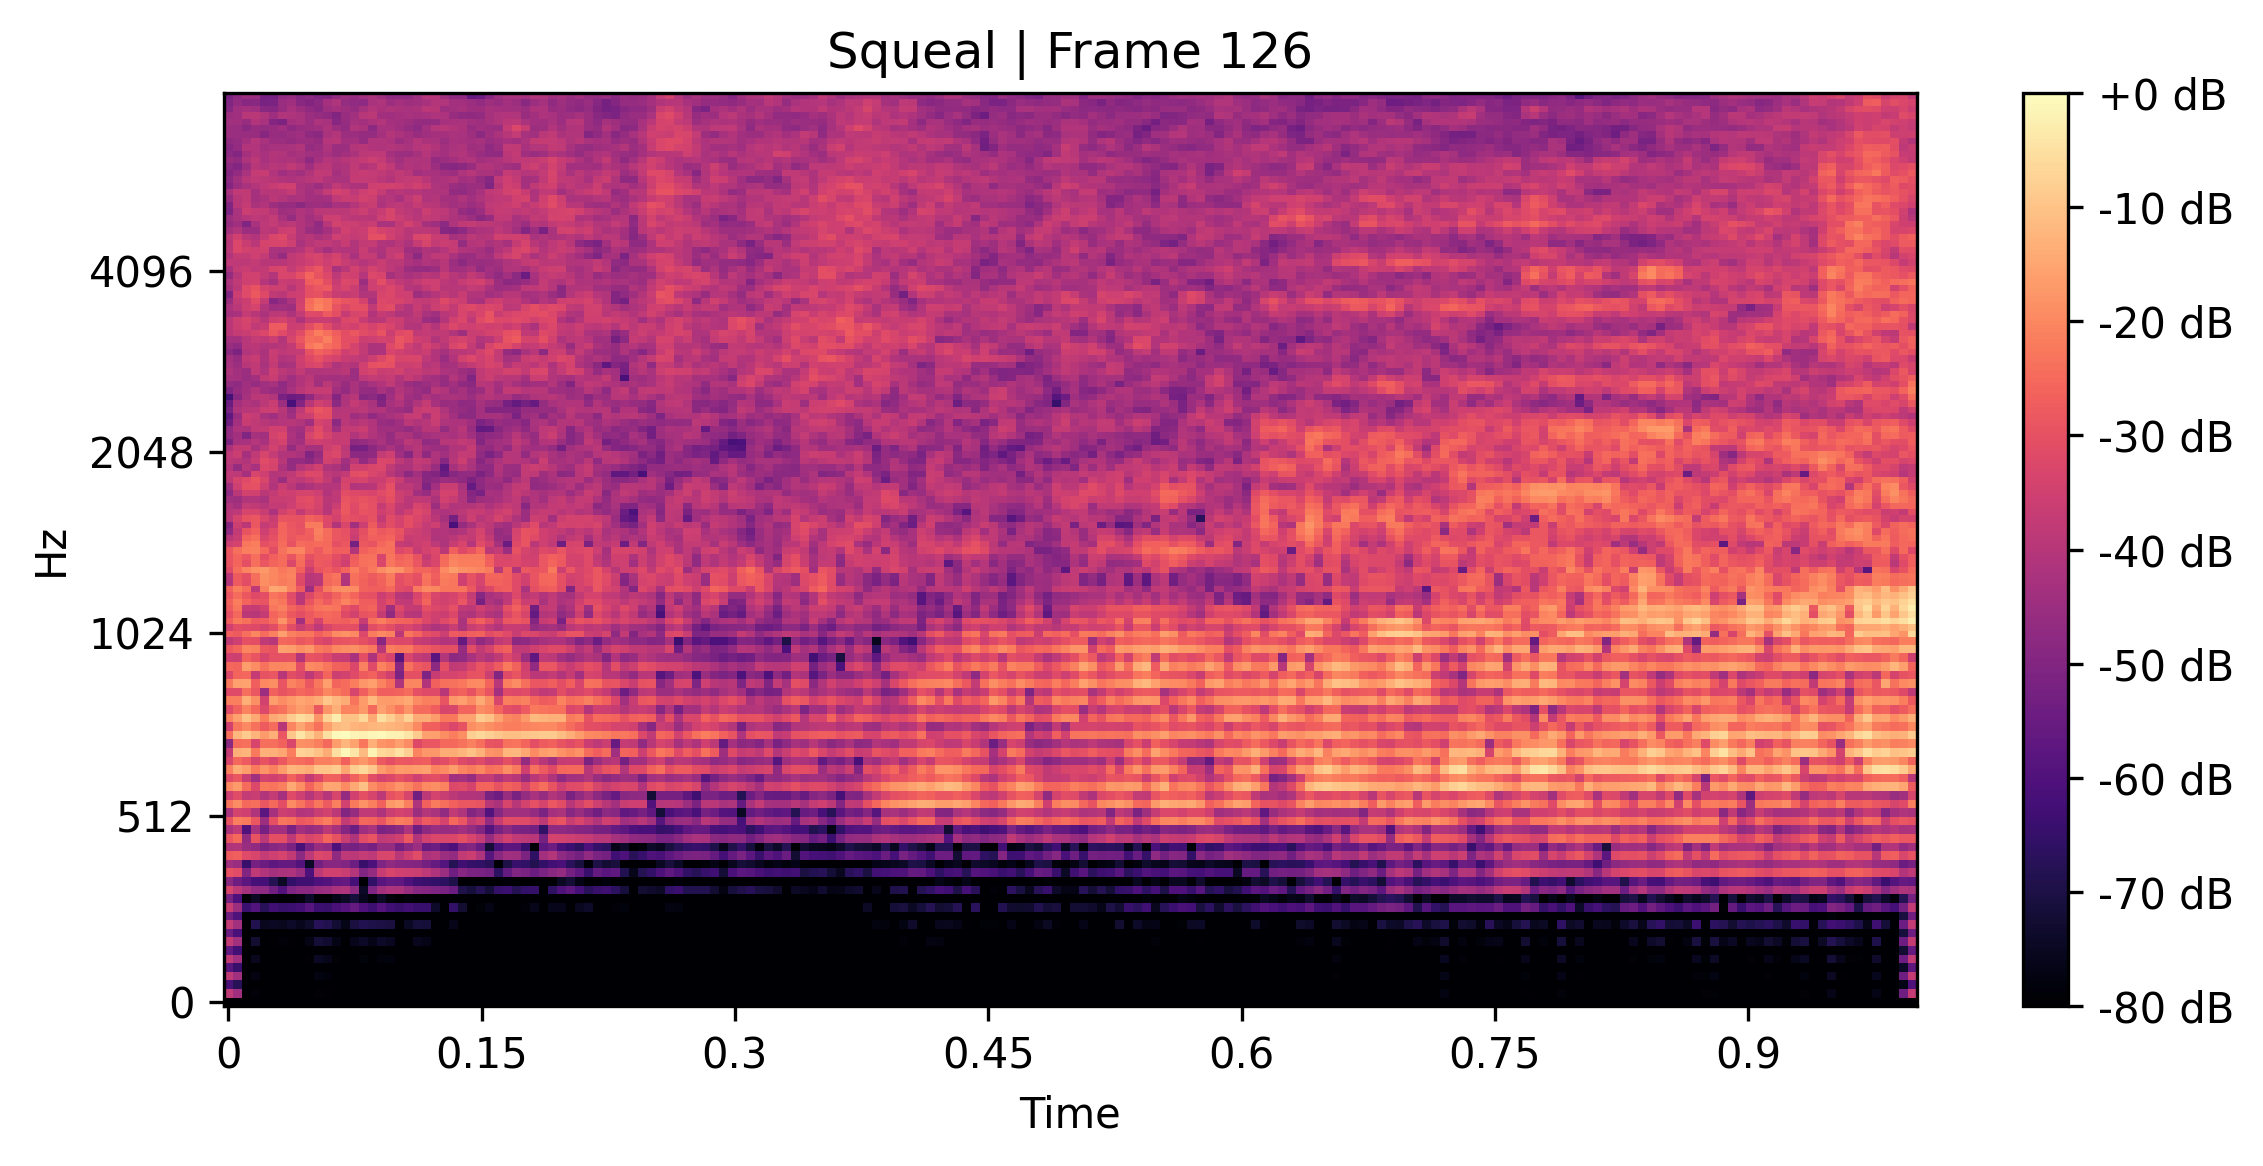 Squeal | Frame 126
+0 dB
-10 dB
-20 dB
-30 dB
-40 dB
-50 dB
-60 dB
-70 dB
-80 dB
Hz
4096
2048
1024
512
0
0 0.15 0.3 0.45 0.6 0.75 0.9
Time